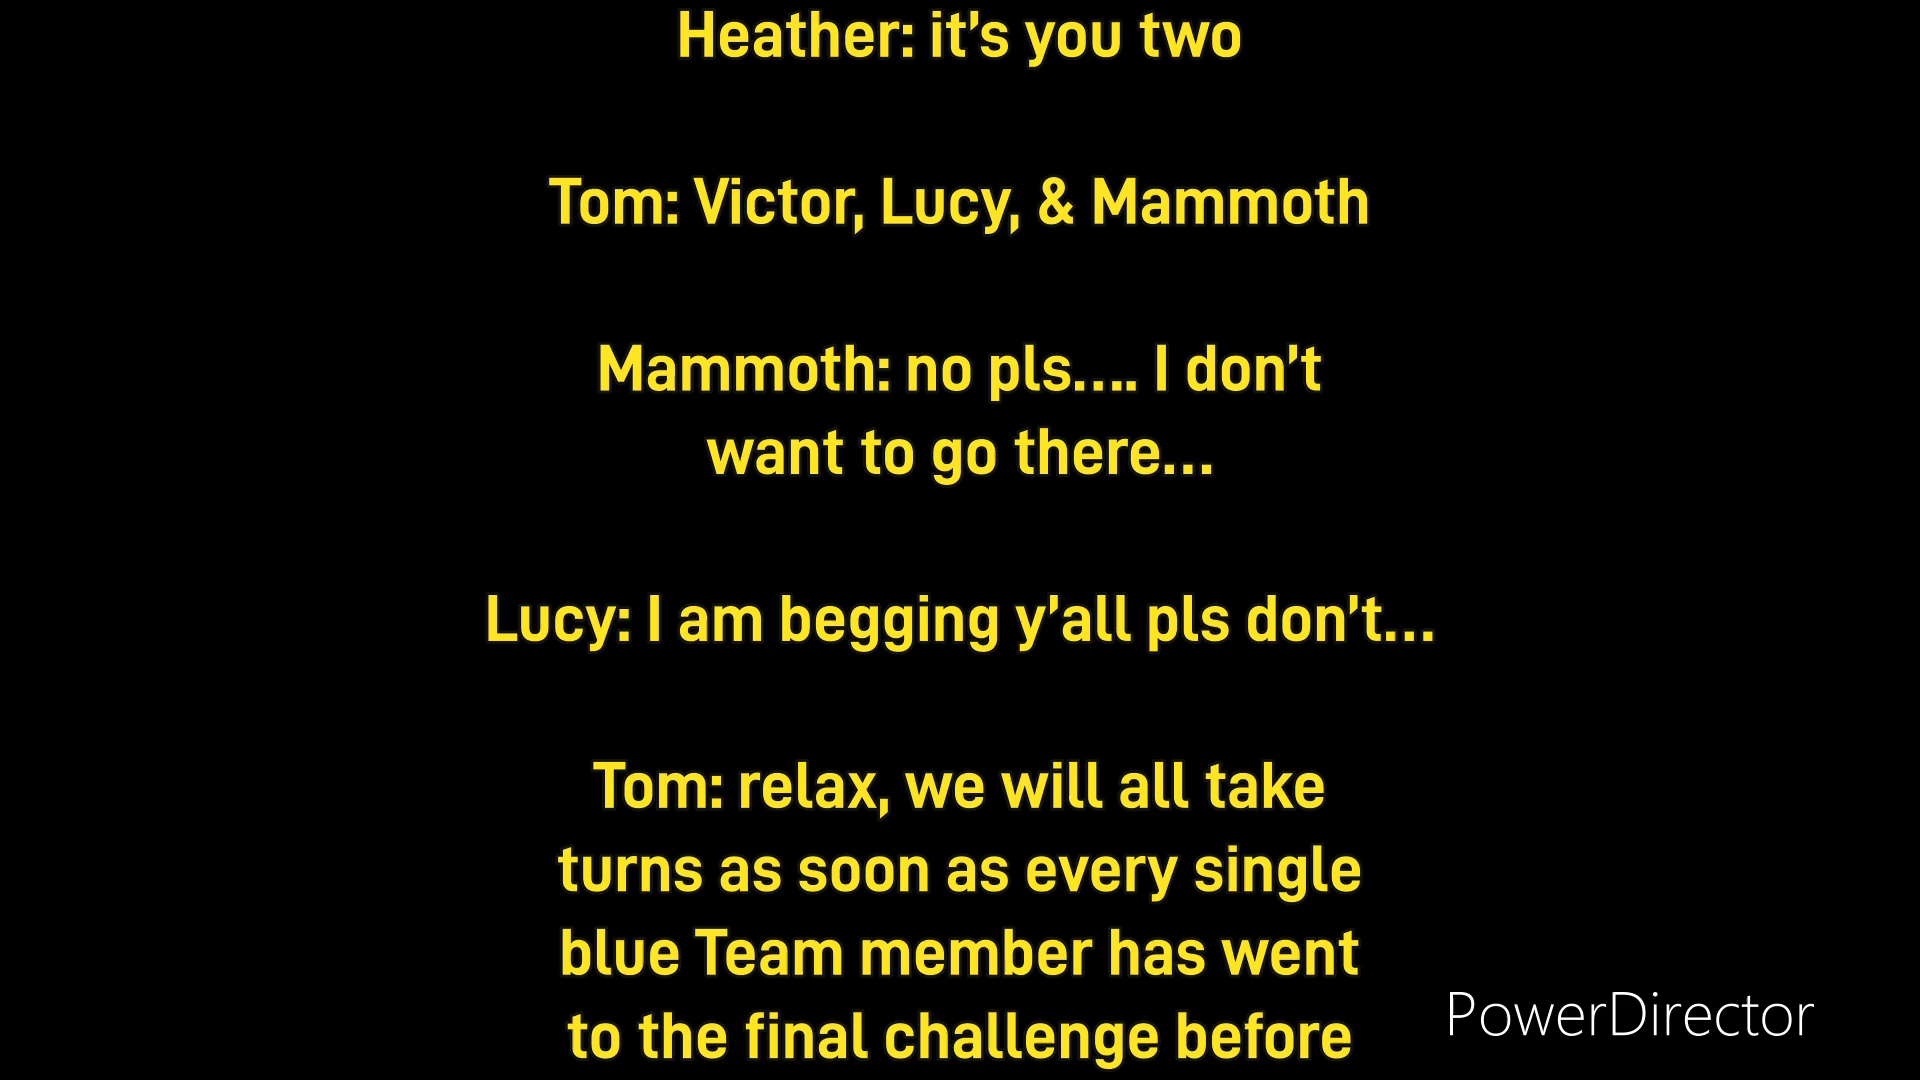 Heather: it's you two
Tom: Victor, Lucy, & Mammoth
Mammoth: no pls.... I don't
want to go there...
Lucy: I am begging y'all pls don't...
Tom: relax, we will all take
turns as soon as every single
blue Team member has went
to the final challenge before
PowerDirector